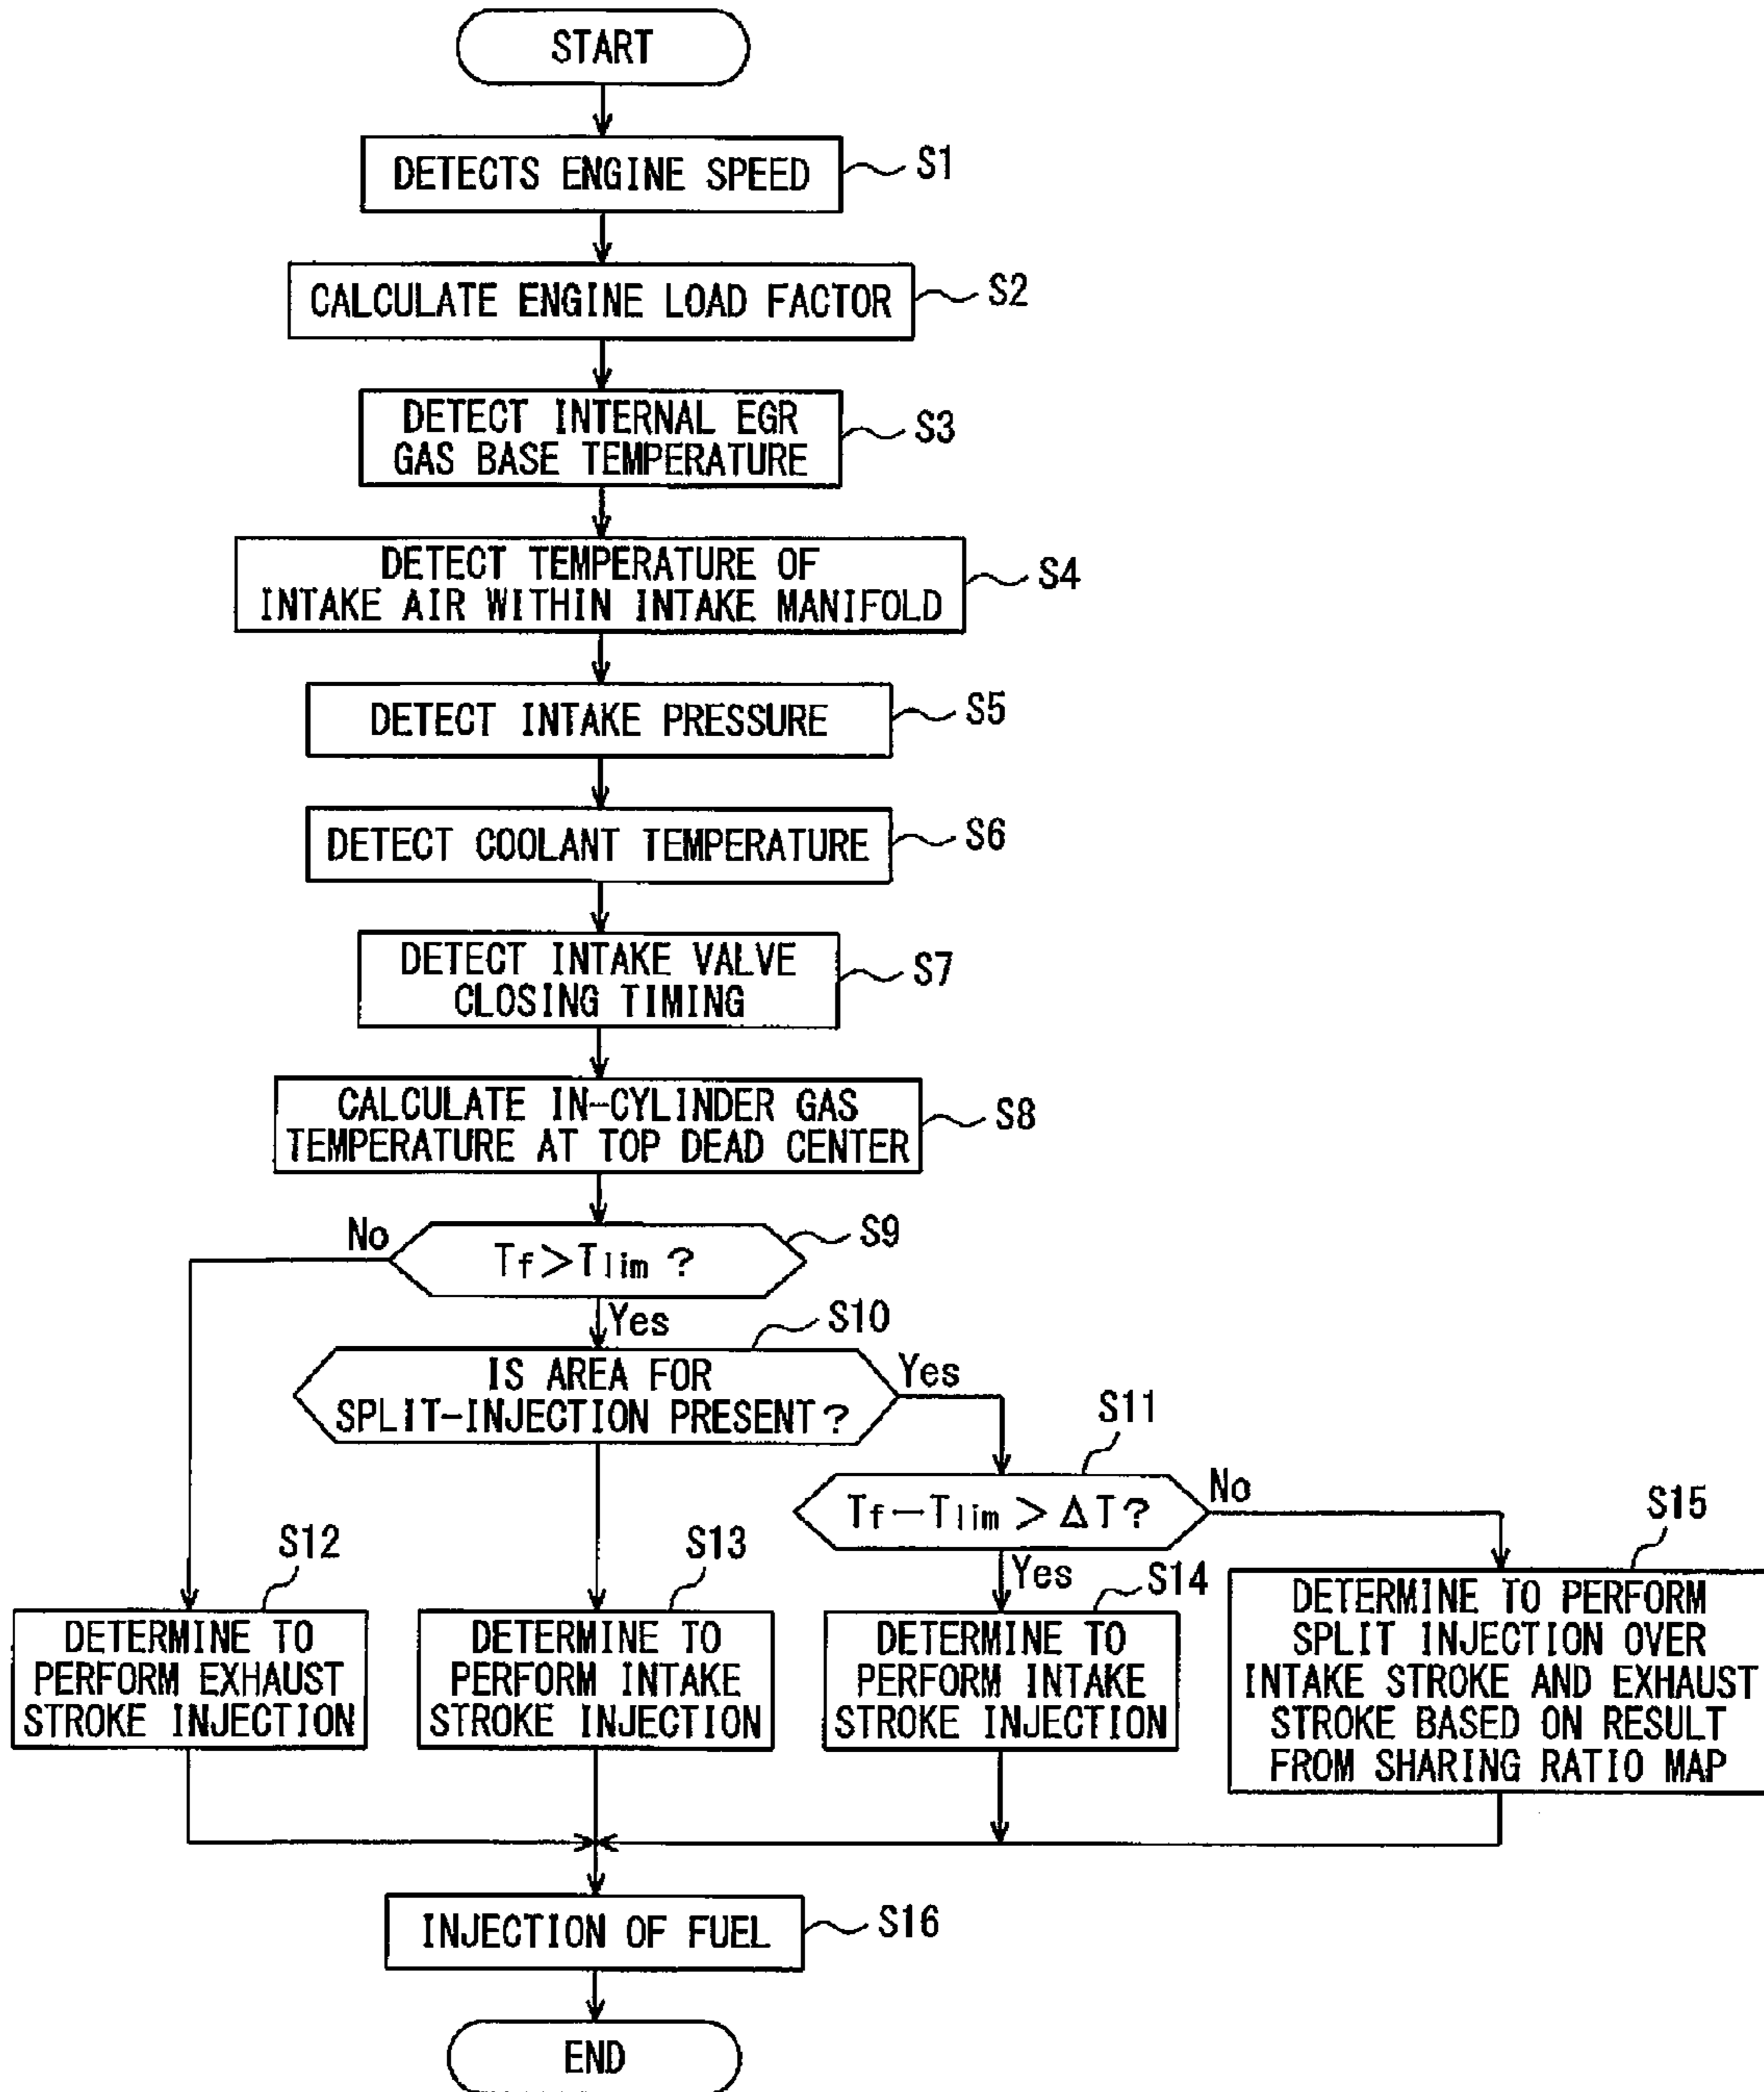 START
DETECTS ENGINE SPEED
S1
CALCULATE ENGINE LOAD FACTOR
S2
DETECT INTERNAL EGR
GAS BASE TEMPERATURE
S3
DETECT TEMPERATURE OF
INTAKE AIR WITHIN INTAKE MANIFOLD
S4
DETECT INTAKE PRESSURE
S5
DETECT COOLANT TEMPERATURE
S6
DETECT INTAKE VALVE
CLOSING TIMING
S7
CALCULATE IN-CYLINDER GAS
TEMPERATURE AT TOP DEAD CENTER
S8
No
Tf>Tlim ?
S9
Yes
S10
IS AREA FOR
SPLIT-INJECTION PRESENT?
Yes
S11
Tf-Tlim > ΔT?
No
Yes
S12
DETERMINE TO
PERFORM EXHAUST
STROKE INJECTION
S13
DETERMINE TO
PERFORM INTAKE
STROKE INJECTION
S14
DETERMINE TO
PERFORM INTAKE
STROKE INJECTION
S15
DETERMINE TO PERFORM
SPLIT INJECTION OVER
INTAKE STROKE AND EXHAUST
STROKE BASED ON RESULT
FROM SHARING RATIO MAP
INJECTION OF FUEL
S16
END